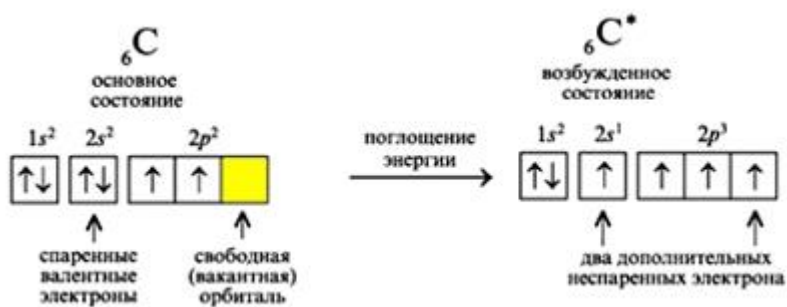 ₆C
основное
состояние
1s² 2s² 2p²
↑↓ ↑↓ ↑ ↑
спаренные
валентные
электроны
свободная
(вакантная)
орбиталь
поглощение
энергии
₆C*
возбужденное
состояние
1s² 2s¹ 2p³
↑↓ ↑ ↑ ↑ ↑
два дополнительных
неспаренных электрона